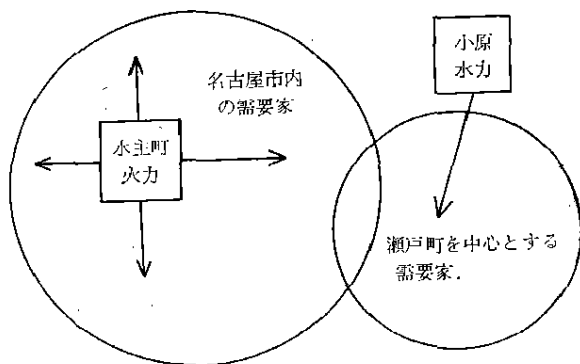 名古屋市内
の需要家
水主町
火力
小原
水力
瀬戸町を中心とする
需要家.